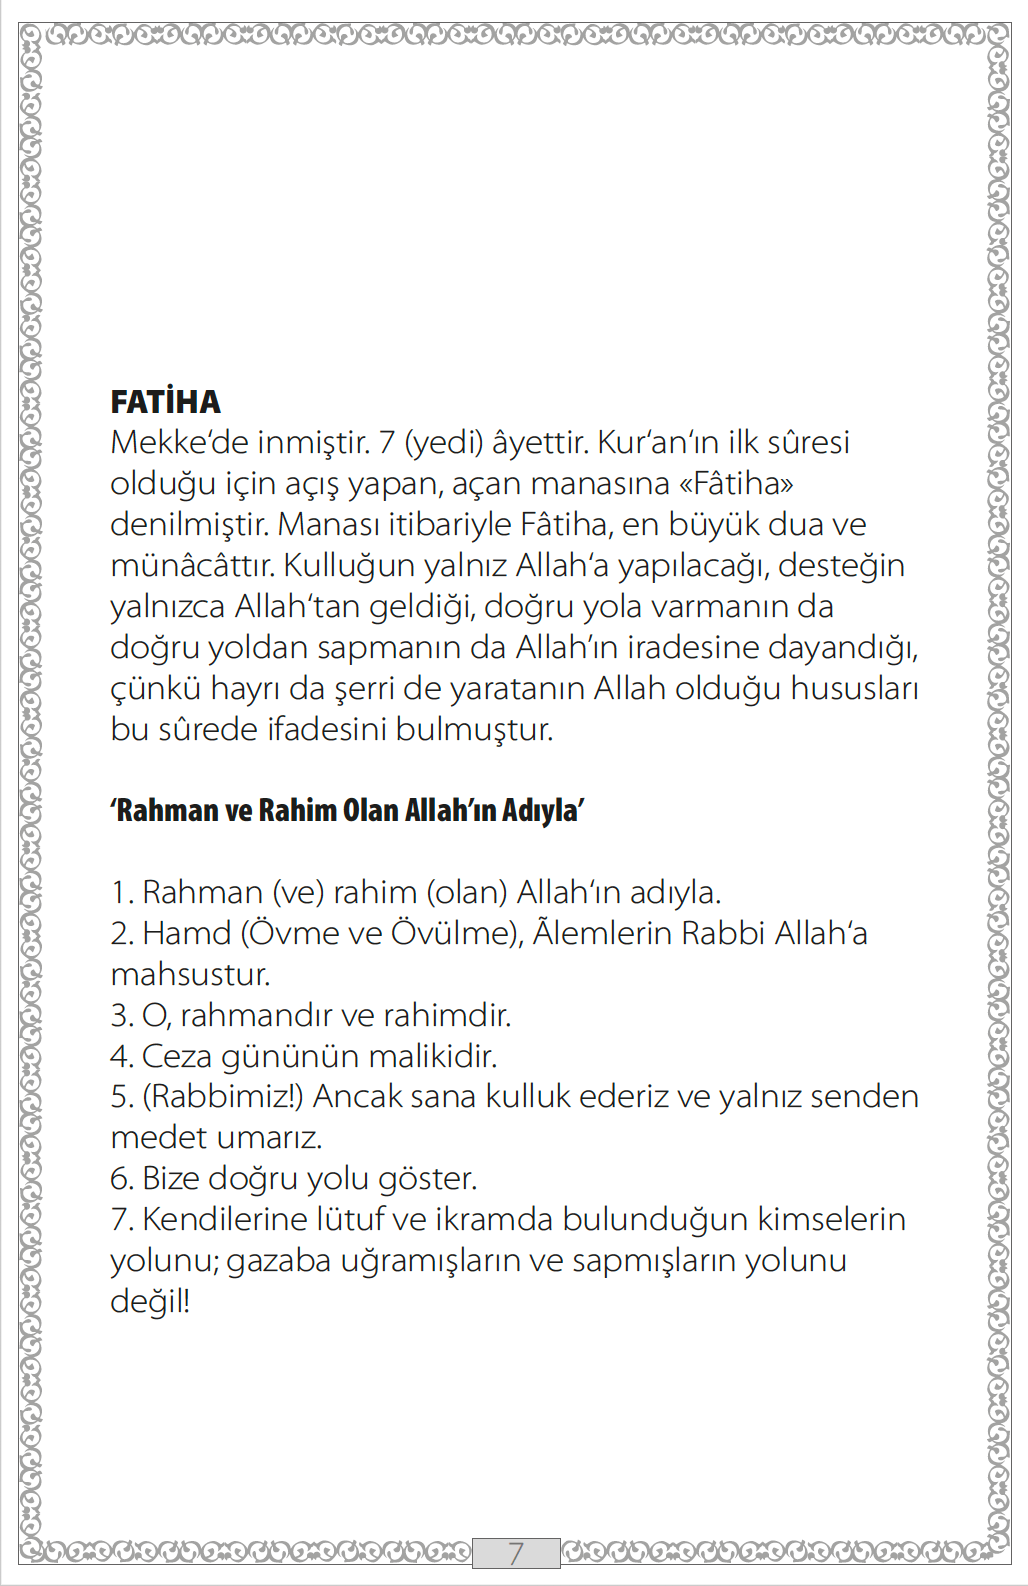 FATİHA
Mekke‘de inmiştir. 7 (yedi) âyettir. Kur‘an‘ın ilk sûresi
olduğu için açış yapan, açan manasına «Fâtiha»
denilmiştir. Manası itibariyle Fâtiha, en büyük dua ve
münâcâttır. Kulluğun yalnız Allah‘a yapılacağı, desteğin
yalnızca Allah‘tan geldiği, doğru yola varmanın da
doğru yoldan sapmanın da Allah’ın iradesine dayandığı,
çünkü hayrı da şerri de yaratanın Allah olduğu hususları
bu sûrede ifadesini bulmuştur.
‘Rahman ve Rahim Olan Allah’ın Adıyla’
1. Rahman (ve) rahim (olan) Allah‘ın adıyla.
2. Hamd (Övme ve Övülme), Ãlemlerin Rabbi Allah‘a
mahsustur.
3. O, rahmandır ve rahimdir.
4. Ceza gününün malikidir.
5. (Rabbimiz!) Ancak sana kulluk ederiz ve yalnız senden
medet umarız.
6. Bize doğru yolu göster.
7. Kendilerine lütuf ve ikramda bulunduğun kimselerin
yolunu; gazaba uğramışların ve sapmışların yolunu
değil!
7